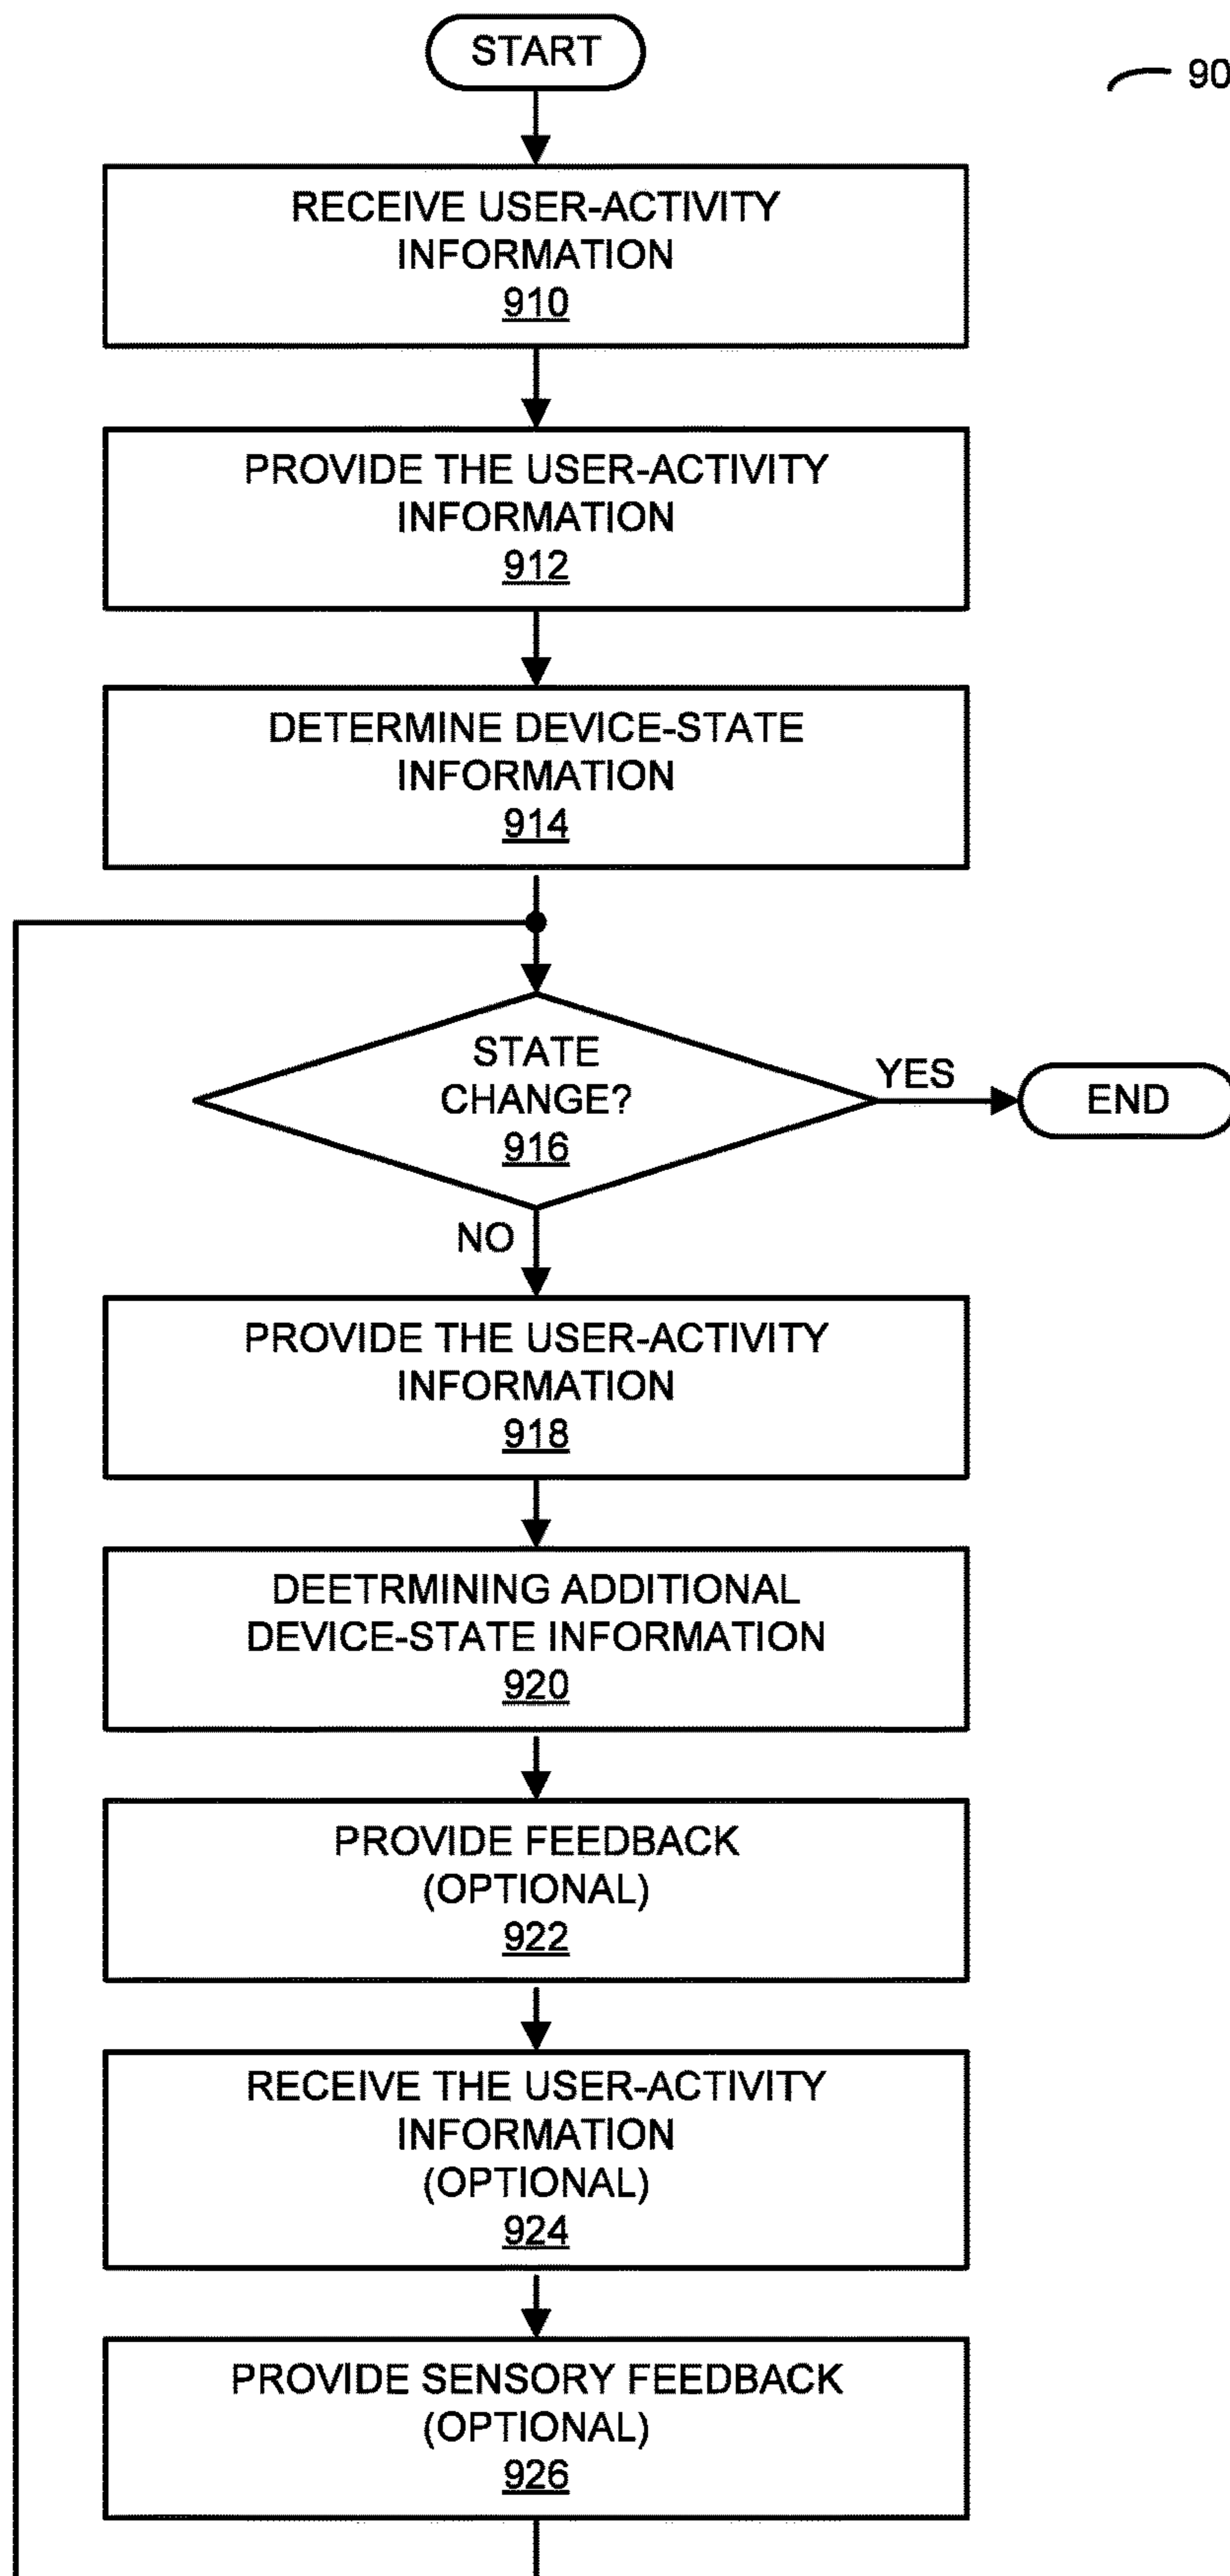 START
90
RECEIVE USER-ACTIVITY
INFORMATION
910
PROVIDE THE USER-ACTIVITY
INFORMATION
912
DETERMINE DEVICE-STATE
INFORMATION
914
STATE
CHANGE?
916
YES
END
NO
PROVIDE THE USER-ACTIVITY
INFORMATION
918
DEETRMINING ADDITIONAL
DEVICE-STATE INFORMATION
920
PROVIDE FEEDBACK
(OPTIONAL)
922
RECEIVE THE USER-ACTIVITY
INFORMATION
(OPTIONAL)
924
PROVIDE SENSORY FEEDBACK
(OPTIONAL)
926